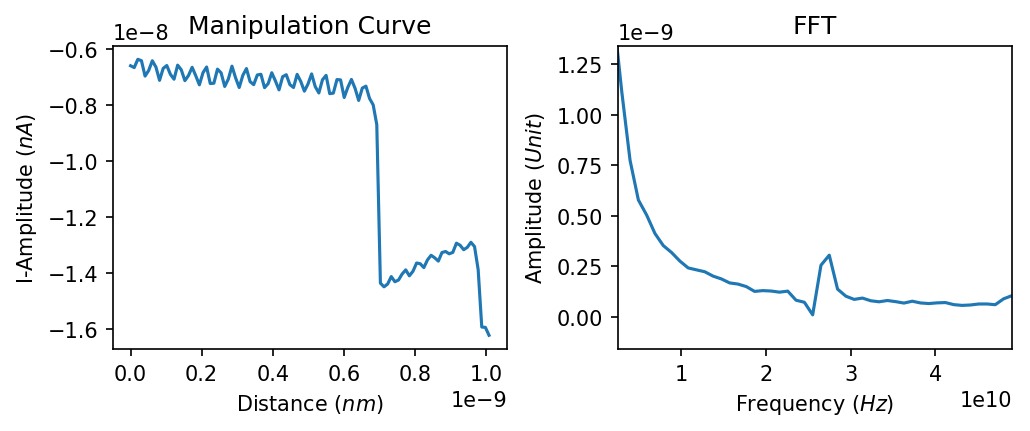 Manipulation Curve
1e−8
−0.6
−0.8
−1.0
−1.2
−1.4
−1.6
I-Amplitude (nA)
0.0 0.2 0.4 0.6 0.8 1.0
Distance (nm)
1e−9
FFT
1e−9
1.25
1.00
0.75
0.50
0.25
0.00
Amplitude (Unit)
1 2 3 4
Frequency (Hz)
1e10